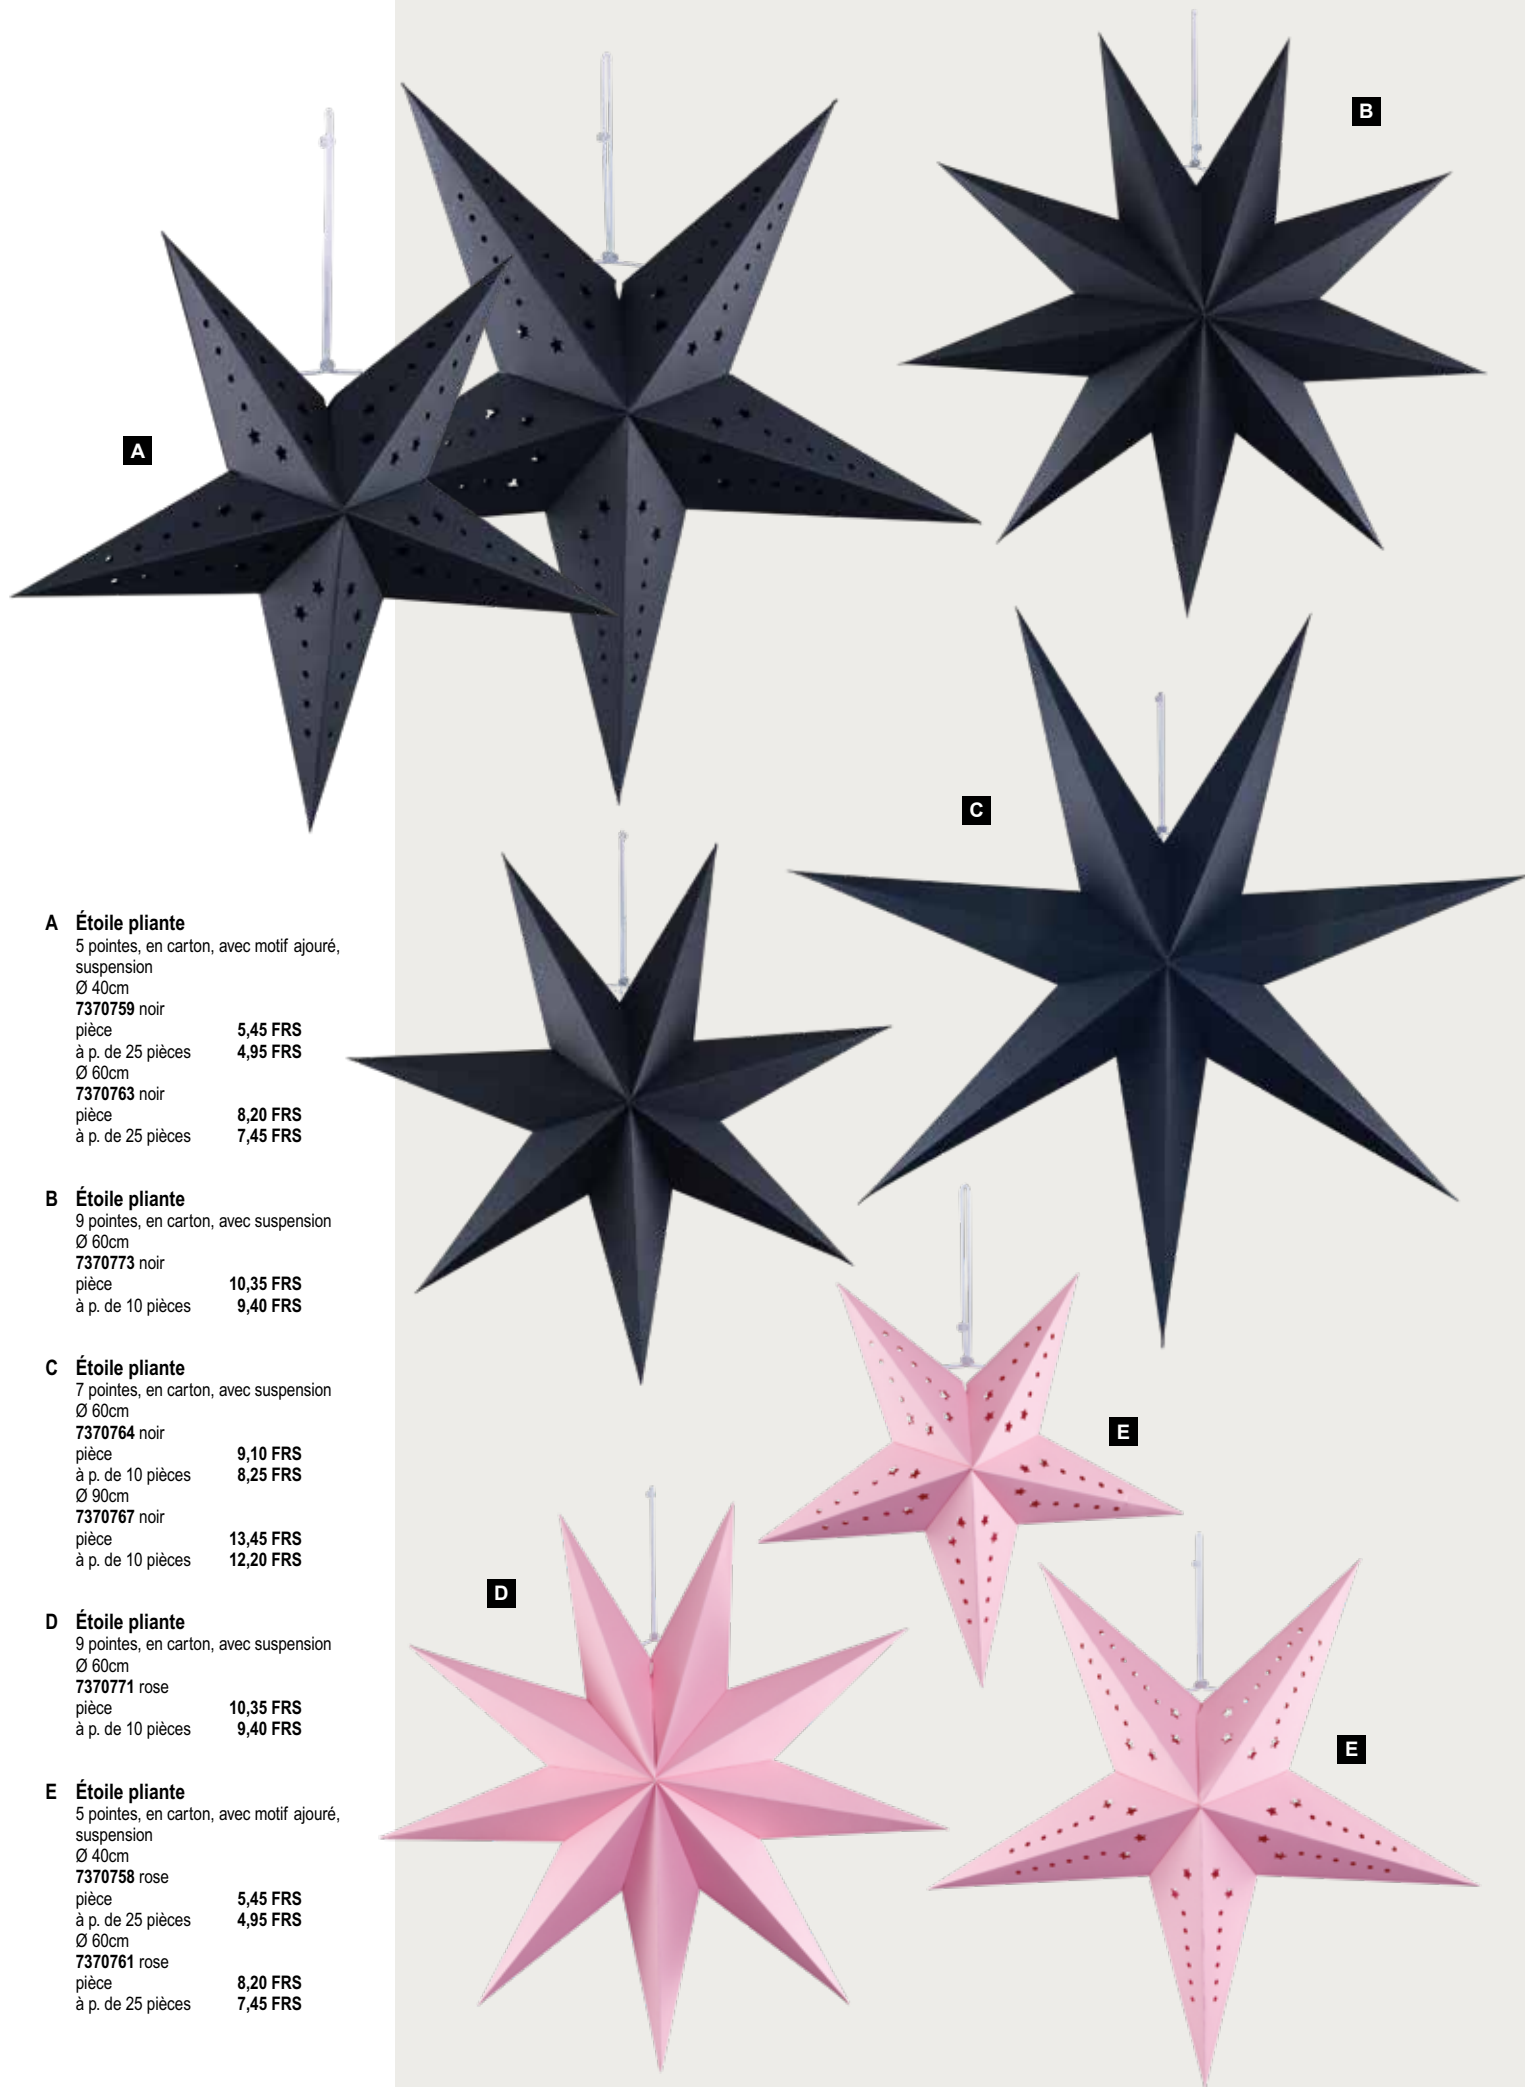 B
A
C
A Étoile pliante
5 pointes, en carton, avec motif ajouré,
suspension
Ø 40cm
7370759 noir
pièce 5,45 FRS
à p. de 25 pièces 4,95 FRS
Ø 60cm
7370763 noir
pièce 8,20 FRS
à p. de 25 pièces 7,45 FRS
B Étoile pliante
9 pointes, en carton, avec suspension
Ø 60cm
7370773 noir
pièce 10,35 FRS
à p. de 10 pièces 9,40 FRS
C Étoile pliante
7 pointes, en carton, avec suspension
Ø 60cm
7370764 noir
pièce 9,10 FRS
à p. de 10 pièces 8,25 FRS
Ø 90cm
7370767 noir
pièce 13,45 FRS
à p. de 10 pièces 12,20 FRS
D Étoile pliante
9 pointes, en carton, avec suspension
Ø 60cm
7370771 rose
pièce 10,35 FRS
à p. de 10 pièces 9,40 FRS
E Étoile pliante
5 pointes, en carton, avec motif ajouré,
suspension
Ø 40cm
7370758 rose
pièce 5,45 FRS
à p. de 25 pièces 4,95 FRS
Ø 60cm
7370761 rose
pièce 8,20 FRS
à p. de 25 pièces 7,45 FRS
E
D
E